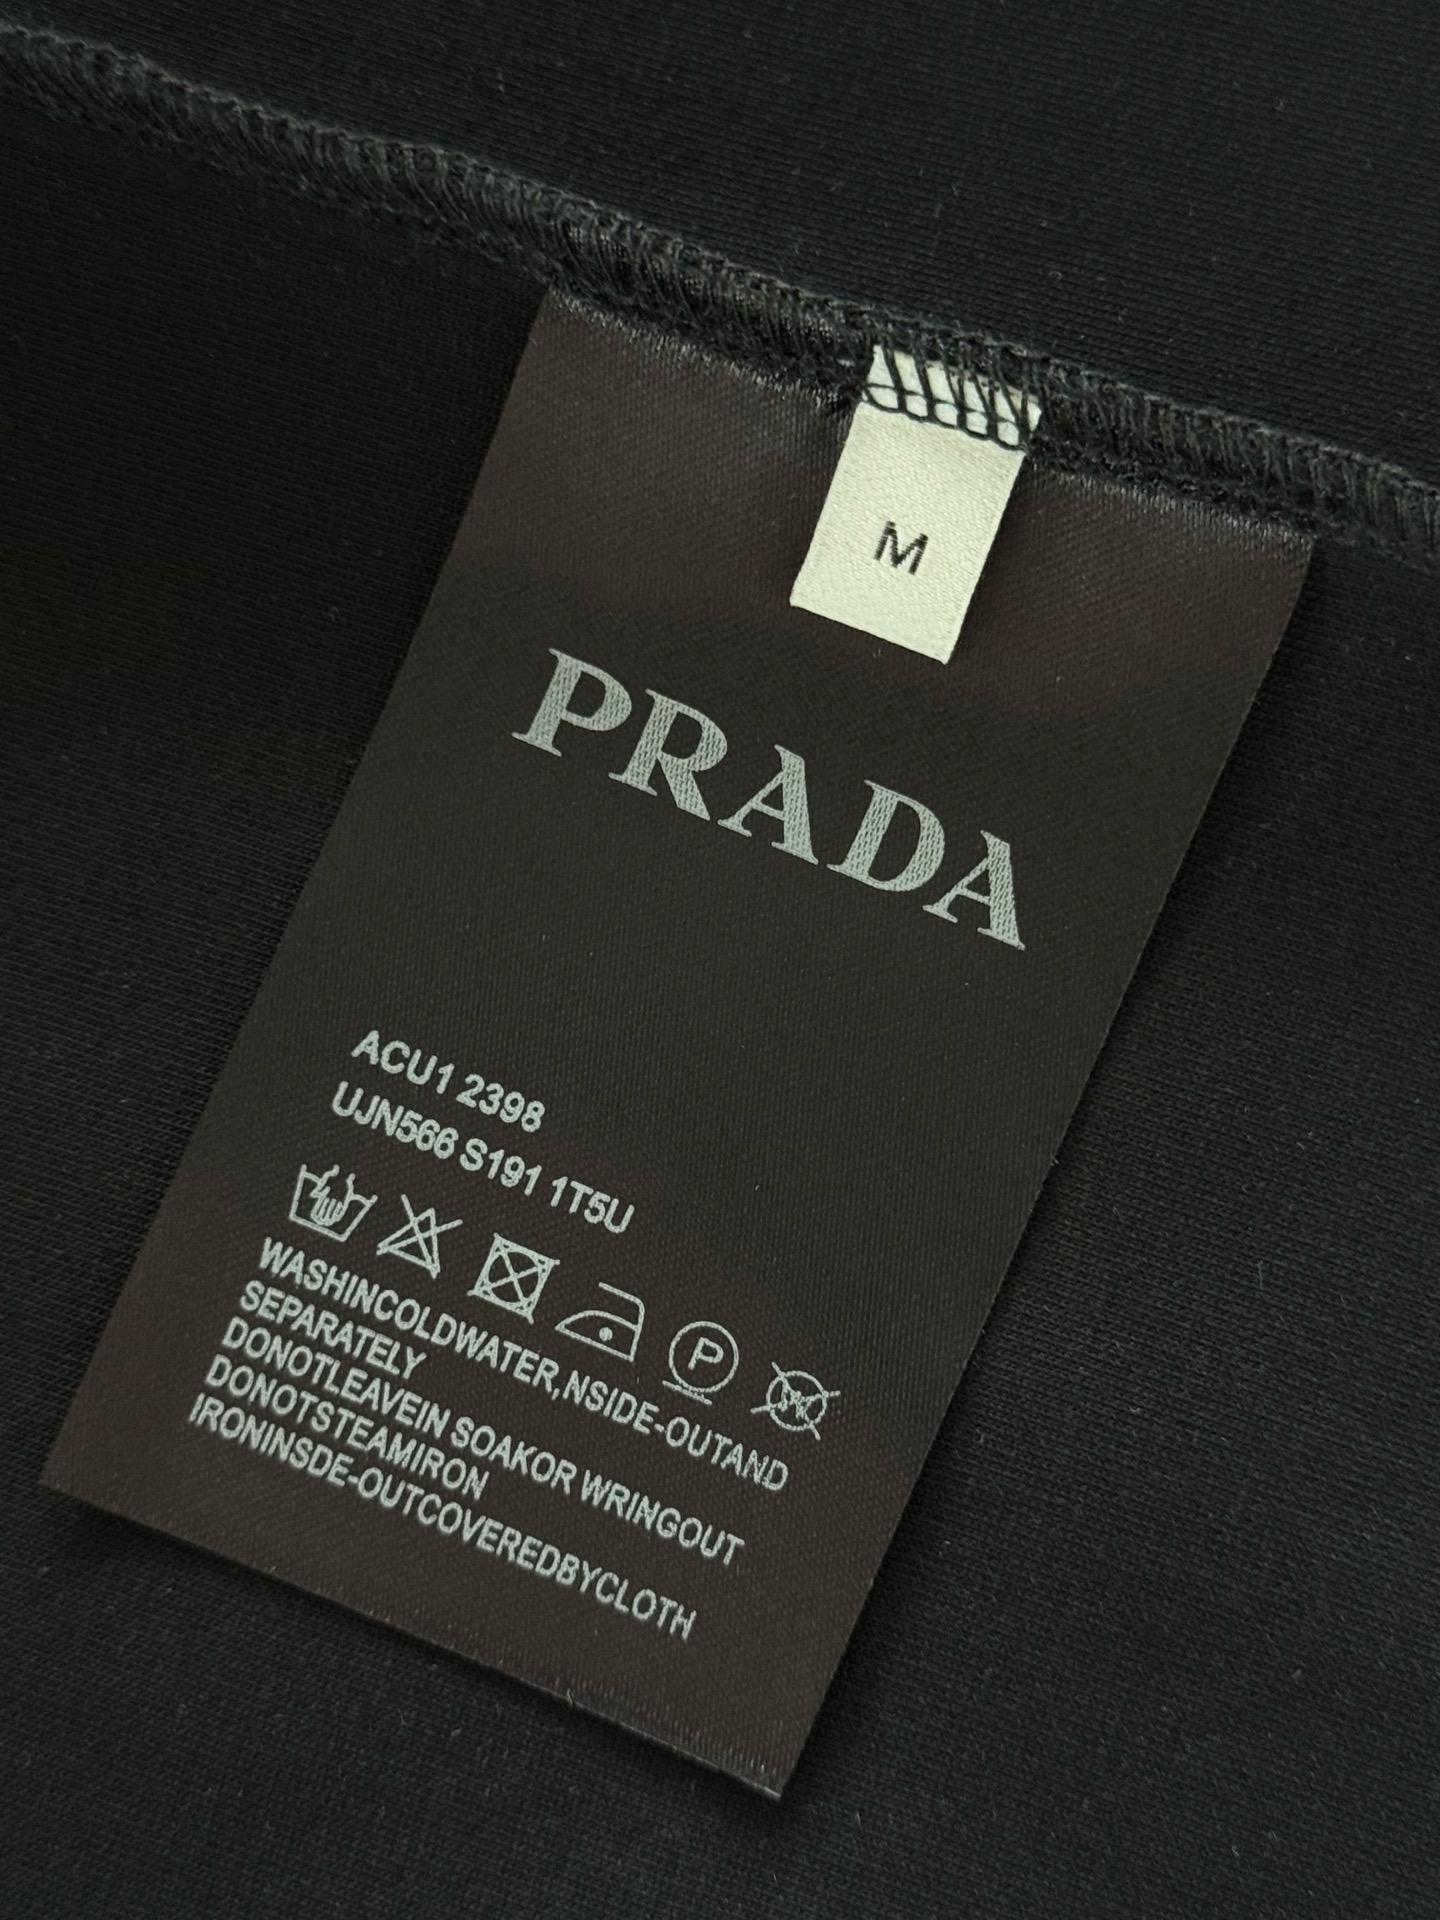 M
PRADA
ACU1 2398
UJN566 S191 1T5U
P
W
WASHINCOLDWATER,NSIDE-OUTAND
SEPARATELY
DONOTLEAVEIN SOAKOR WRINGOUT
DONOTSTEAMIRON
IRONINSDE-OUTCOVEREDBYCLOTH